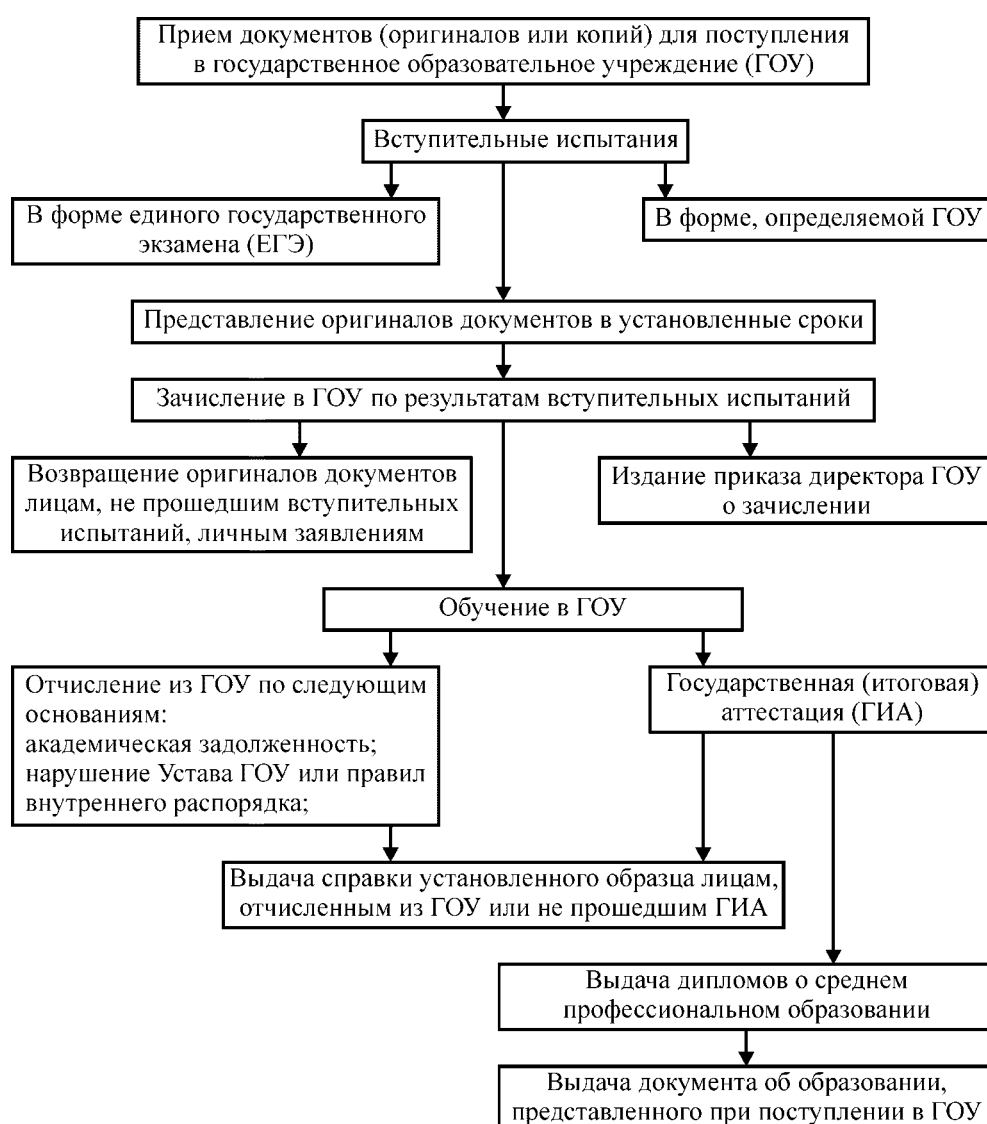 Прием документов (оригиналов или копий) для поступления
в государственное образовательное учреждение (ГОУ)
Вступительные испытания
В форме единого государственного
экзамена (ЕГЭ)
В форме, определяемой ГОУ
Представление оригиналов документов в установленные сроки
Зачисление в ГОУ по результатам вступительных испытаний
Возвращение оригиналов документов
лицам, не прошедшим вступительных
испытаний, личным заявлениям
Издание приказа директора ГОУ
о зачислении
Обучение в ГОУ
Отчисление из ГОУ по следующим
основаниям:
академическая задолженность;
нарушение Устава ГОУ или правил
внутреннего распорядка;
Государственная (итоговая)
аттестация (ГИА)
Выдача справки установленного образца лицам,
отчисленным из ГОУ или не прошедшим ГИА
Выдача дипломов о среднем
профессиональном образовании
Выдача документа об образовании,
представленного при поступлении в ГОУ